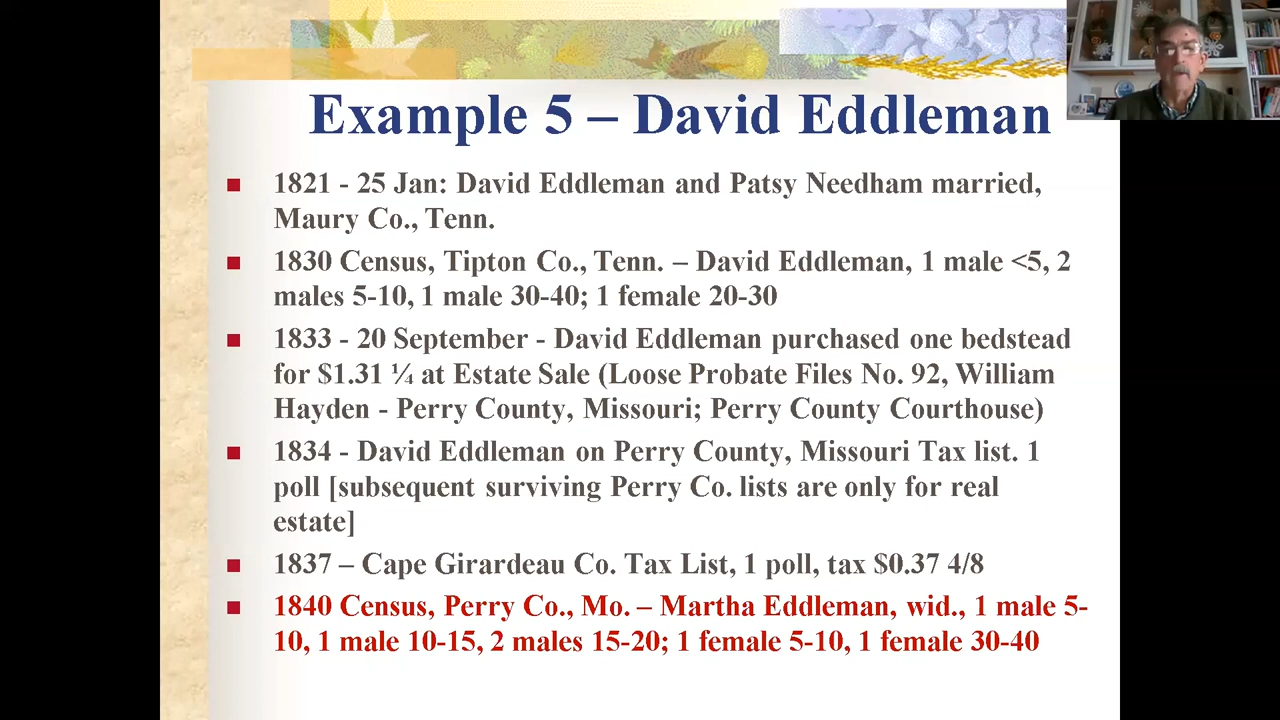 Example 5 – David Eddleman
1821 - 25 Jan: David Eddleman and Patsy Needham married,
Maury Co., Tenn.
1830 Census, Tipton Co., Tenn. – David Eddleman, 1 male <5, 2
males 5-10, 1 male 30-40; 1 female 20-30
1833 - 20 September - David Eddleman purchased one bedstead
for $1.31 ¼ at Estate Sale (Loose Probate Files No. 92, William
Hayden - Perry County, Missouri; Perry County Courthouse)
1834 - David Eddleman on Perry County, Missouri Tax list. 1
poll [subsequent surviving Perry Co. lists are only for real
estate]
1837 – Cape Girardeau Co. Tax List, 1 poll, tax $0.37 4/8
1840 Census, Perry Co., Mo. – Martha Eddleman, wid., 1 male 5-
10, 1 male 10-15, 2 males 15-20; 1 female 5-10, 1 female 30-40